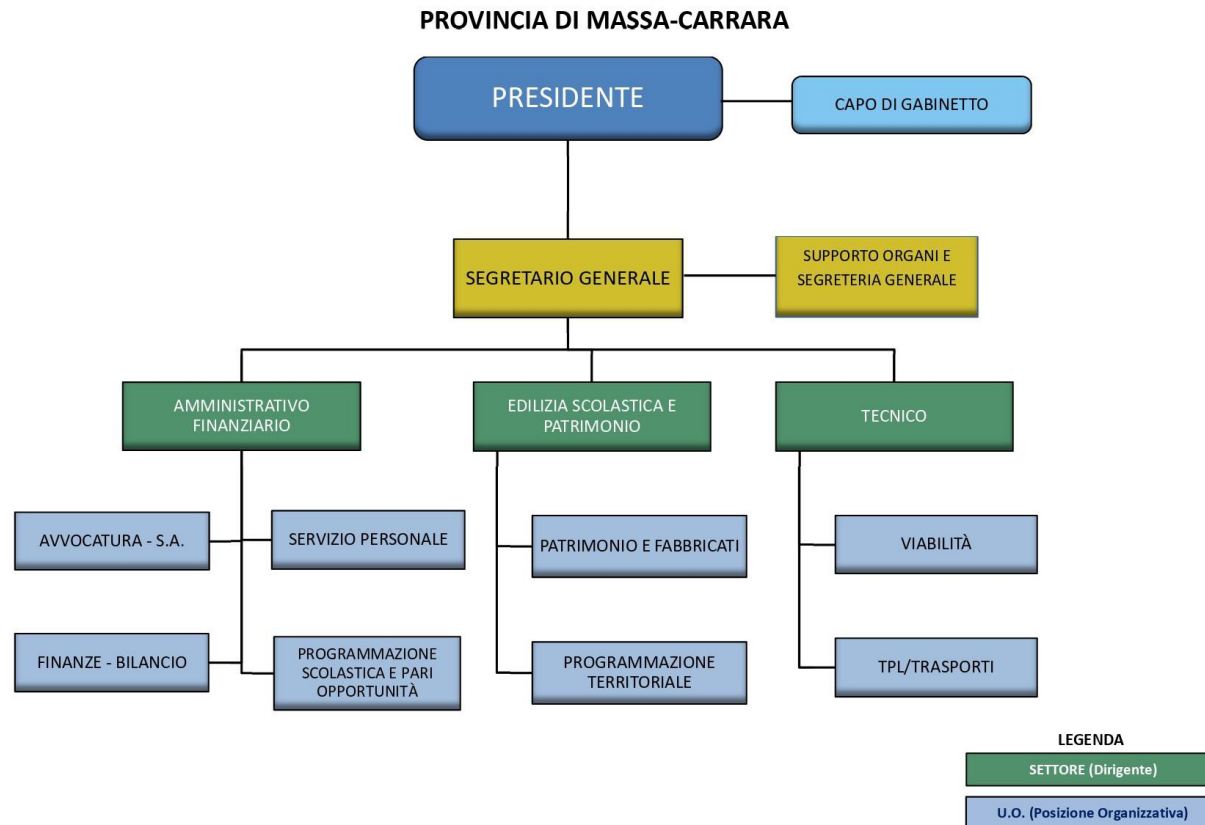 PROVINCIA DI MASSA-CARRARA
PRESIDENTE
CAPO DI GABINETTO
SEGRETARIO GENERALE
SUPPORTO ORGANI E
SEGRETERIA GENERALE
AMMINISTRATIVO
FINANZIARIO
EDILIZIA SCOLASTICA E
PATRIMONIO
TECNICO
AVVOCATURA - S.A.
SERVIZIO PERSONALE
PATRIMONIO E FABBRICATI
VIABILITÀ
FINANZE - BILANCIO
PROGRAMMAZIONE
SCOLASTICA E PARI
OPPORTUNITÀ
PROGRAMMAZIONE
TERRITORIALE
TPL/TRASPORTI
LEGENDA
SETTORE (Dirigente)
U.O. (Posizione Organizzativa)